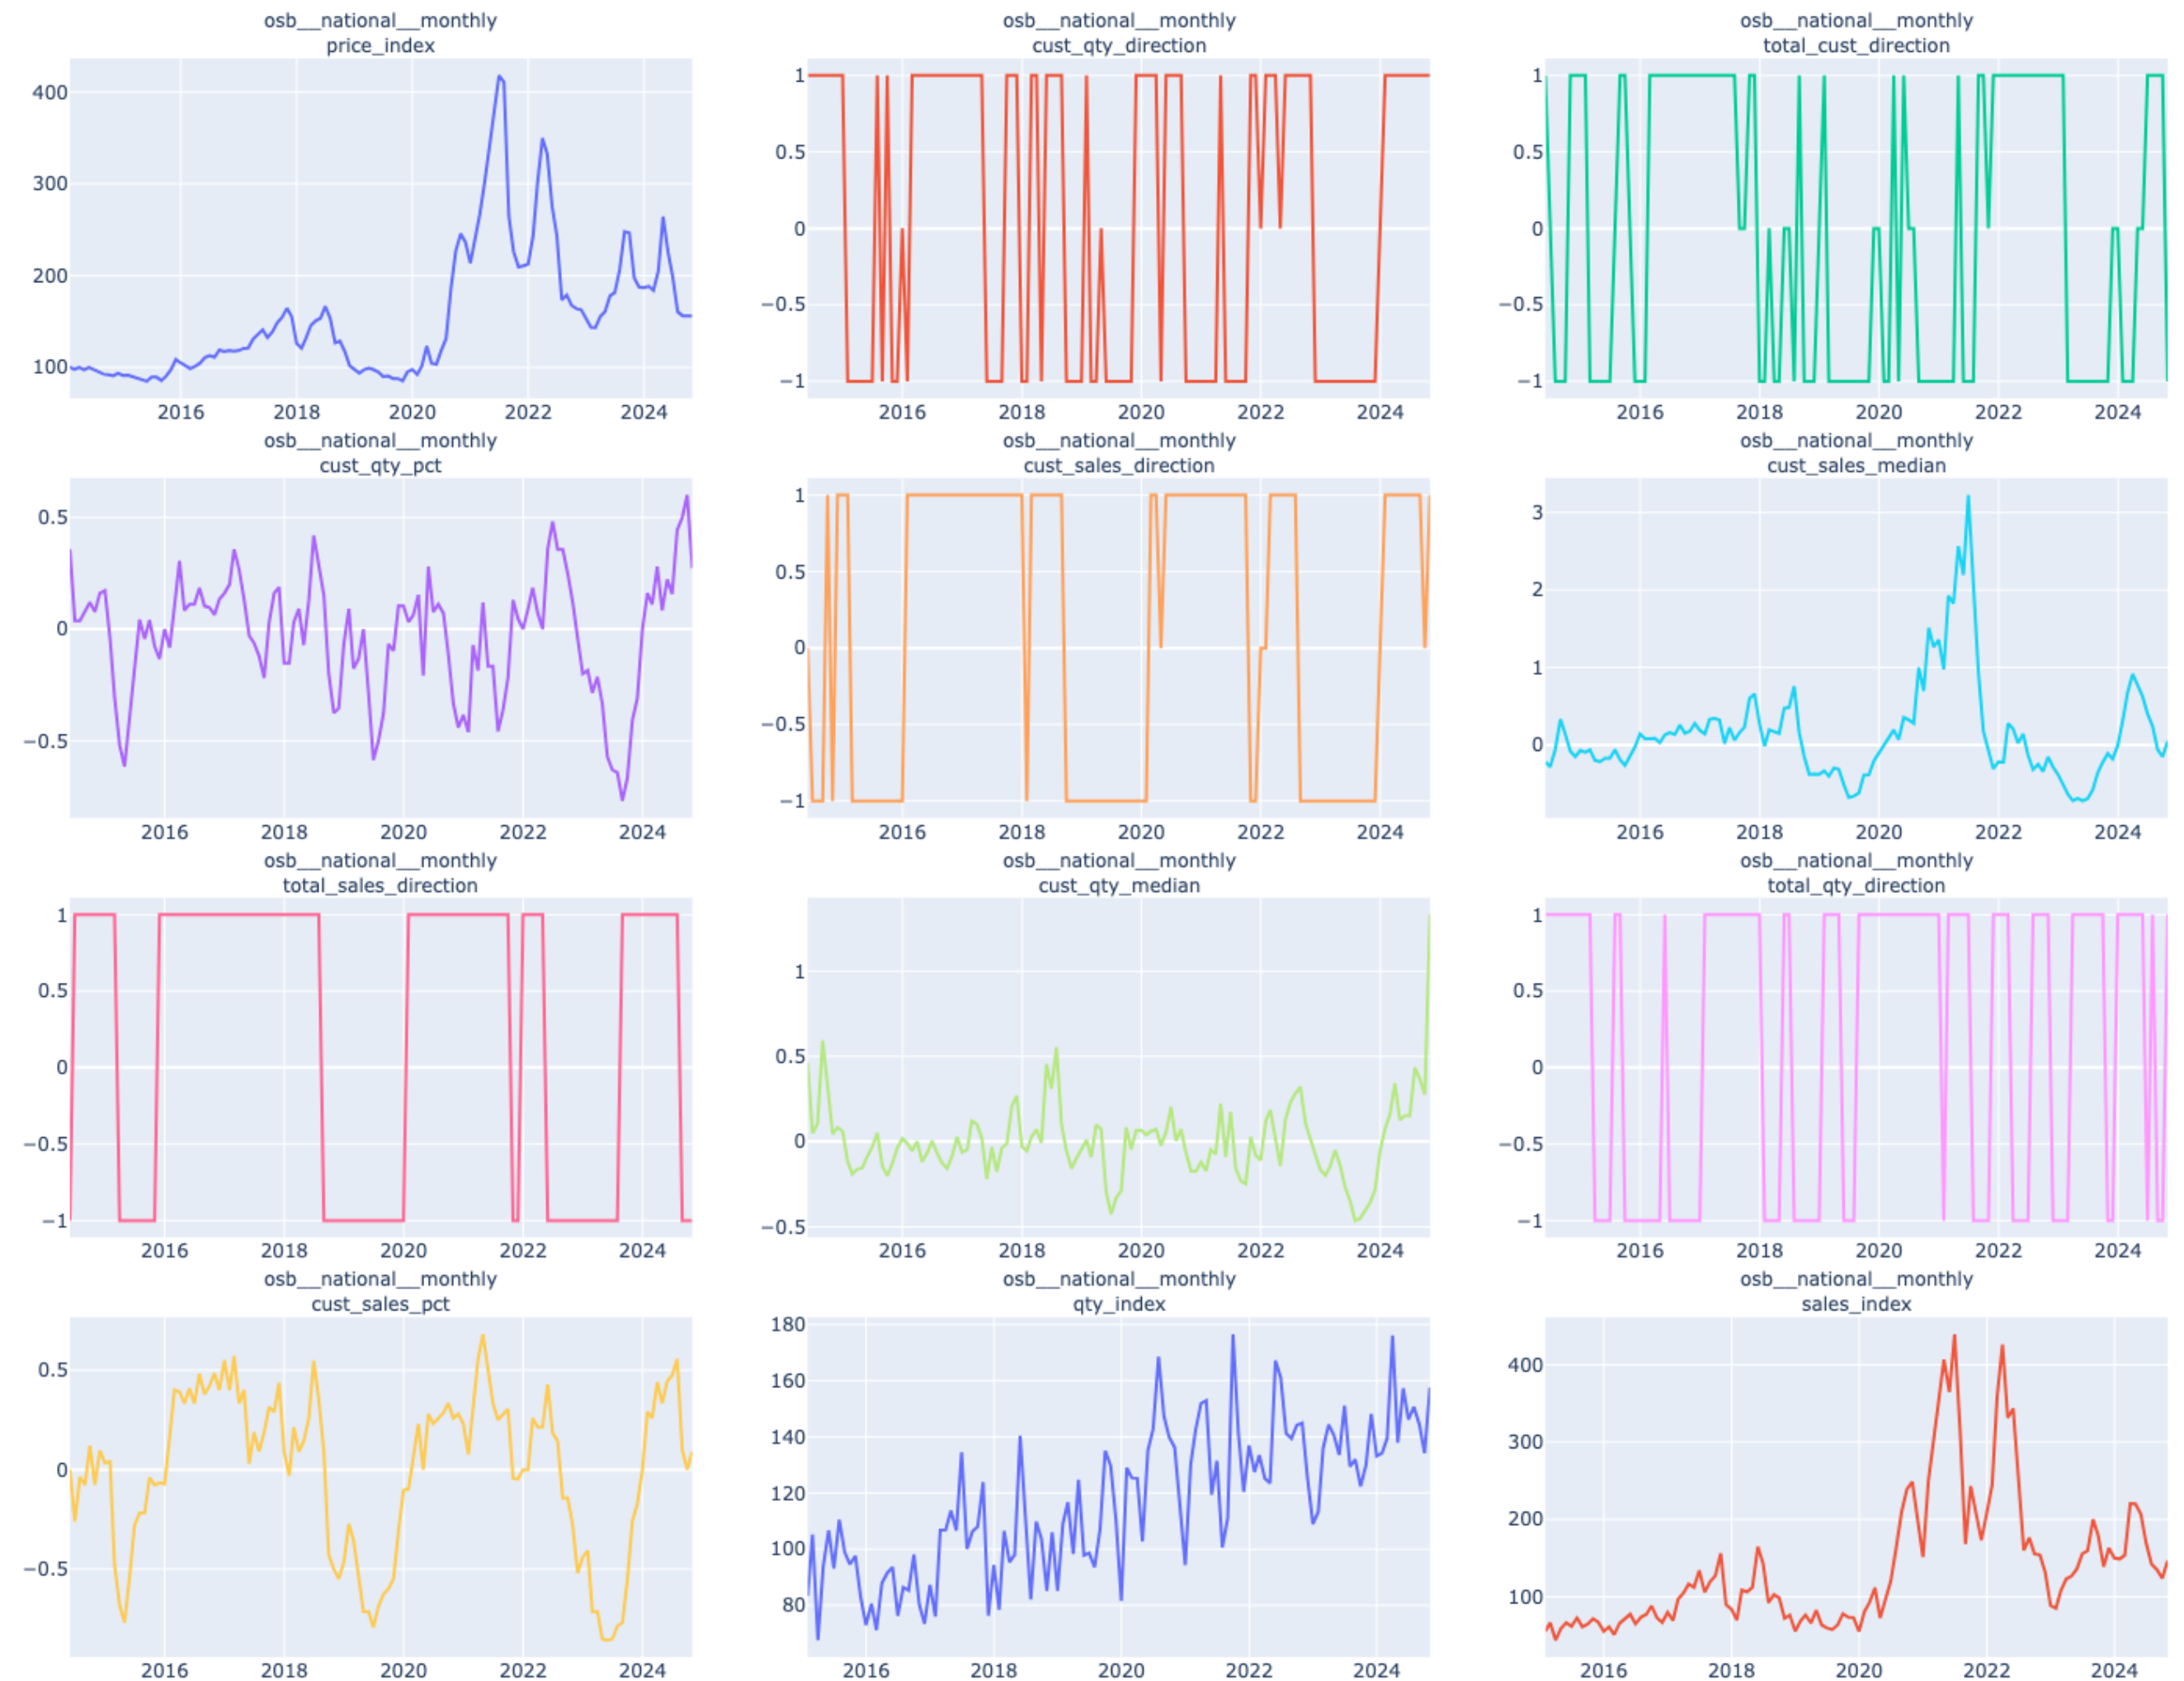 osb__national__monthly
price_index
400
300
200
100
2016 2018 2020 2022 2024
osb__national__monthly
cust_qty_direction
1
0.5
0
−0.5
−1
2016 2018 2020 2022 2024
osb__national__monthly
total_cust_direction
1
0.5
0
−0.5
−1
2016 2018 2020 2022 2024
osb__national__monthly
cust_qty_pct
0.5
0
−0.5
2016 2018 2020 2022 2024
osb__national__monthly
cust_sales_direction
1
0.5
0
−0.5
−1
2016 2018 2020 2022 2024
osb__national__monthly
cust_sales_median
3
2
1
0
2016 2018 2020 2022 2024
osb__national__monthly
total_sales_direction
1
0.5
0
−0.5
−1
2016 2018 2020 2022 2024
osb__national__monthly
cust_qty_median
1
0.5
0
−0.5
2016 2018 2020 2022 2024
osb__national__monthly
total_qty_direction
1
0.5
0
−0.5
−1
2016 2018 2020 2022 2024
osb__national__monthly
cust_sales_pct
0.5
0
−0.5
2016 2018 2020 2022 2024
osb__national__monthly
qty_index
180
160
140
120
100
80
2016 2018 2020 2022 2024
osb__national__monthly
sales_index
400
300
200
100
2016 2018 2020 2022 2024